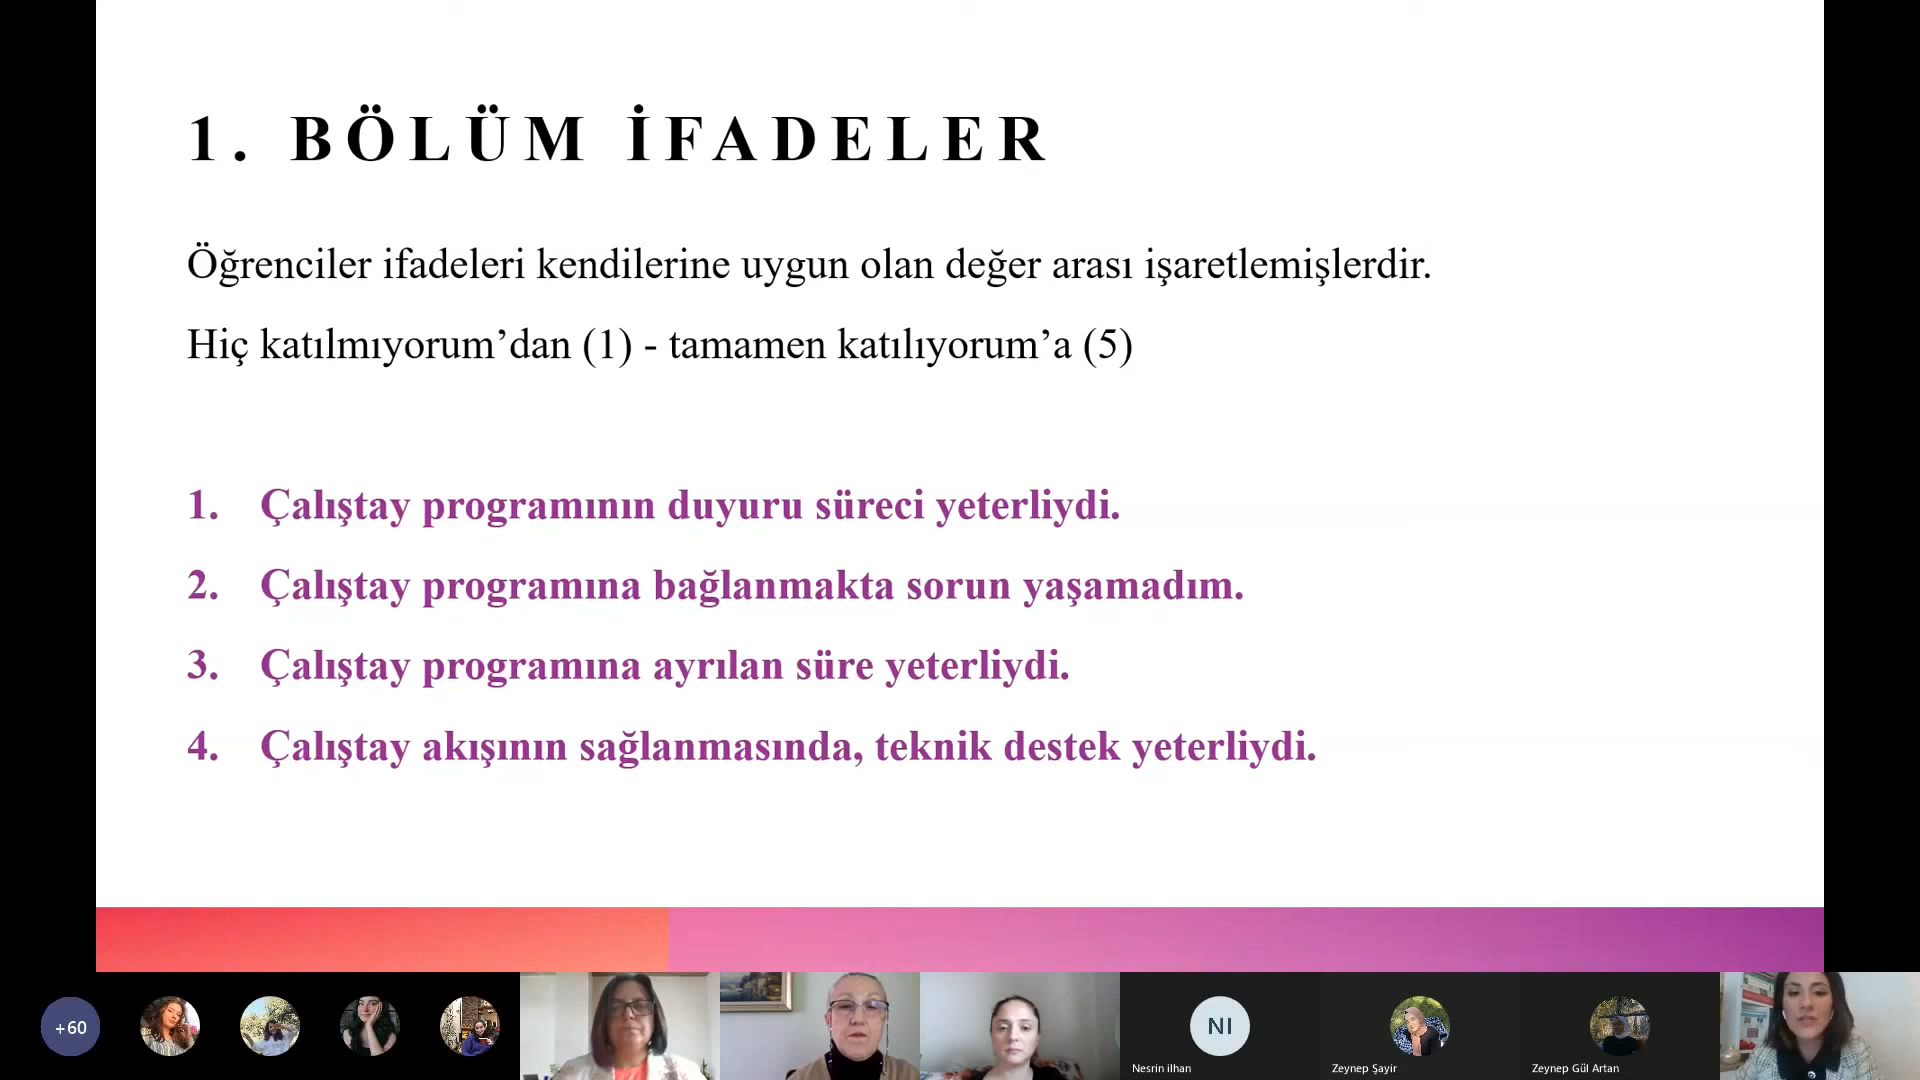 1. BÖLÜM İFADELER
Öğrenciler ifadeleri kendilerine uygun olan değer arası işaretlemişlerdir.
Hiç katılmıyorum’dan (1) - tamamen katılıyorum’a (5)
1. Çalıştay programının duyuru süreci yeterliydi.
2. Çalıştay programına bağlanmakta sorun yaşamadım.
3. Çalıştay programına ayrılan süre yeterliydi.
4. Çalıştay akışının sağlanmasında, teknik destek yeterliydi.
+60
NI
Nesrin ilhan
Zeynep Şayir
Zeynep Gül Artan